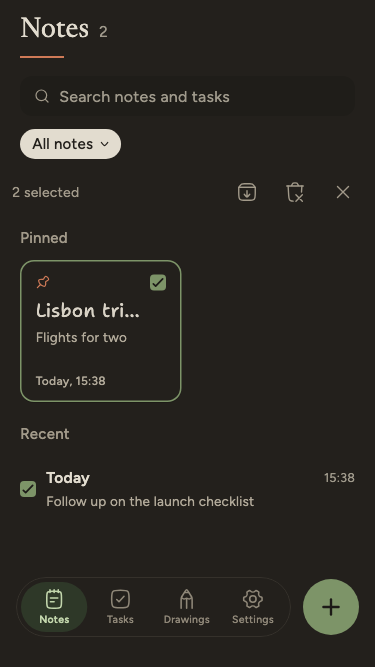 Notes 2
Search notes and tasks
All notes
2 selected
Pinned
Lisbon tri...
Flights for two
Today, 15:38
Recent
Today 15:38
Follow up on the launch checklist
Notes Tasks Drawings Settings